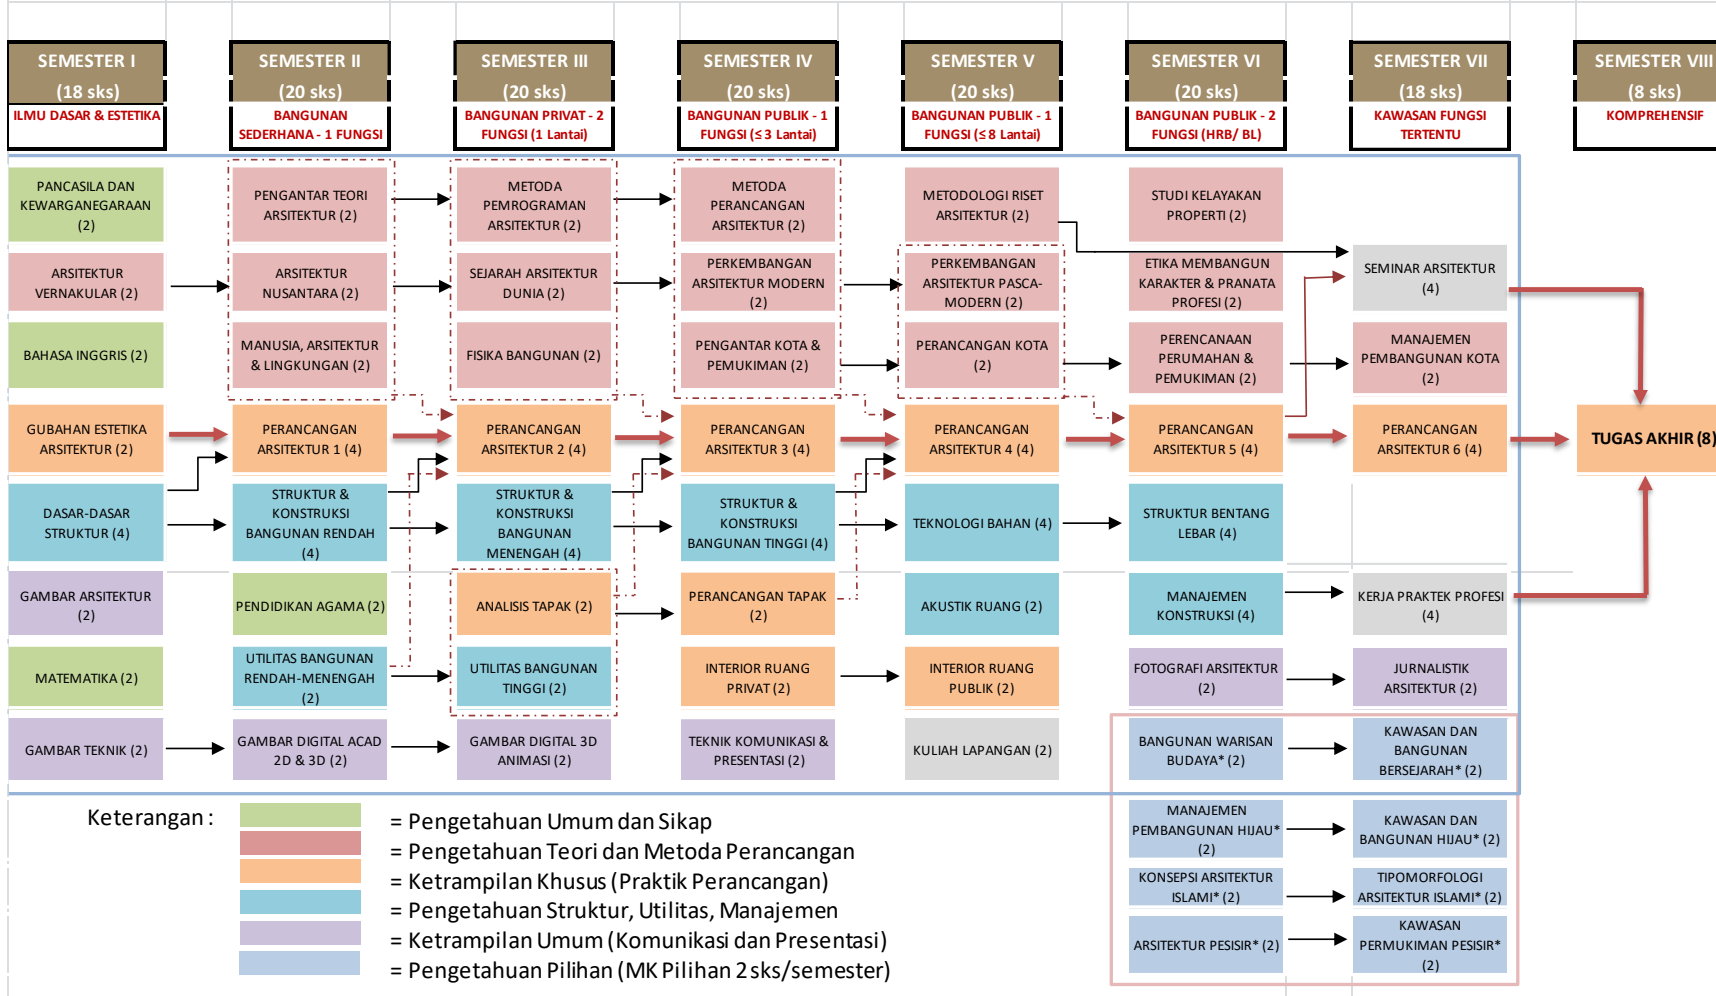 SEMESTER I
(18 sks)
ILMU DASAR & ESTETIKA
SEMESTER II
(20 sks)
BANGUNAN
SEDERHANA - 1 FUNGSI
SEMESTER III
(20 sks)
BANGUNAN PRIVAT - 2
FUNGSI (1 Lantai)
SEMESTER IV
(20 sks)
BANGUNAN PUBLIK - 1
FUNGSI (≤ 3 Lantai)
SEMESTER V
(20 sks)
BANGUNAN PUBLIK - 1
FUNGSI (≤ 8 Lantai)
SEMESTER VI
(20 sks)
BANGUNAN PUBLIK - 2
FUNGSI (HRB/ BL)
SEMESTER VII
(18 sks)
KAWASAN FUNGSI
TERTENTU
SEMESTER VIII
(8 sks)
KOMPREHENSIF
PANCASILA DAN
KEWARGANEGARAAN
(2)
PENGANTAR TEORI
ARSITEKTUR (2)
METODA
PEMROGRAMAN
ARSITEKTUR (2)
METODA
PERANCANGAN
ARSITEKTUR (2)
METODOLOGI RISET
ARSITEKTUR (2)
STUDI KELAYAKAN
PROPERTI (2)
ARSITEKTUR
VERNAKULAR (2)
ARSITEKTUR
NUSANTARA (2)
SEJARAH ARSITEKTUR
DUNIA (2)
PERKEMBANGAN
ARSITEKTUR MODERN
(2)
PERKEMBANGAN
ARSITEKTUR PASCA-
MODERN (2)
ETIKA MEMBANGUN
KARAKTER & PRANATA
PROFESI (2)
SEMINAR ARSITEKTUR
(4)
BAHASA INGGRIS (2)
MANUSIA, ARSITEKTUR
& LINGKUNGAN (2)
FISIKA BANGUNAN (2)
PENGANTAR KOTA &
PEMUKIMAN (2)
PERANCANGAN KOTA
(2)
PERENCANAAN
PERUMAHAN &
PEMUKIMAN (2)
MANAJEMEN
PEMBANGUNAN KOTA
(2)
GUBAHAN ESTETIKA
ARSITEKTUR (2)
PERANCANGAN
ARSITEKTUR 1 (4)
PERANCANGAN
ARSITEKTUR 2 (4)
PERANCANGAN
ARSITEKTUR 3 (4)
PERANCANGAN
ARSITEKTUR 4 (4)
PERANCANGAN
ARSITEKTUR 5 (4)
PERANCANGAN
ARSITEKTUR 6 (4)
TUGAS AKHIR (8)
DASAR-DASAR
STRUKTUR (4)
STRUKTUR &
KONSTRUKSI
BANGUNAN RENDAH
(4)
STRUKTUR &
KONSTRUKSI
BANGUNAN
MENENGAH (4)
STRUKTUR &
KONSTRUKSI
BANGUNAN TINGGI (4)
TEKNOLOGI BAHAN (4)
STRUKTUR BENTANG
LEBAR (4)
GAMBAR ARSITEKTUR
(2)
PENDIDIKAN AGAMA (2)
ANALISIS TAPAK (2)
PERANCANGAN TAPAK
(2)
AKUSTIK RUANG (2)
MANAJEMEN
KONSTRUKSI (4)
KERJA PRAKTEK PROFESI
(4)
MATEMATIKA (2)
UTILITAS BANGUNAN
RENDAH-MENENGAH
(2)
UTILITAS BANGUNAN
TINGGI (2)
INTERIOR RUANG
PRIVAT (2)
INTERIOR RUANG
PUBLIK (2)
FOTOGRAFI ARSITEKTUR
(2)
JURNALISTIK
ARSITEKTUR (2)
GAMBAR TEKNIK (2)
GAMBAR DIGITAL ACAD
2D & 3D (2)
GAMBAR DIGITAL 3D
ANIMASI (2)
TEKNIK KOMUNIKASI &
PRESENTASI (2)
KULIAH LAPANGAN (2)
BANGUNAN WARISAN
BUDAYA* (2)
KAWASAN DAN
BANGUNAN
BERSEJARAH* (2)
MANAJEMEN
PEMBANGUNAN HIJAU*
(2)
KAWASAN DAN
BANGUNAN HIJAU* (2)
KONSEPSI ARSITEKTUR
ISLAMI* (2)
TIPOMORFOLOGI
ARSITEKTUR ISLAMI* (2)
ARSITEKTUR PESISIR* (2)
KAWASAN
PERMUKIMAN PESISIR*
(2)
Keterangan :
= Pengetahuan Umum dan Sikap
= Pengetahuan Teori dan Metoda Perancangan
= Ketrampilan Khusus (Praktik Perancangan)
= Pengetahuan Struktur, Utilitas, Manajemen
= Ketrampilan Umum (Komunikasi dan Presentasi)
= Pengetahuan Pilihan (MK Pilihan 2 sks/semester)